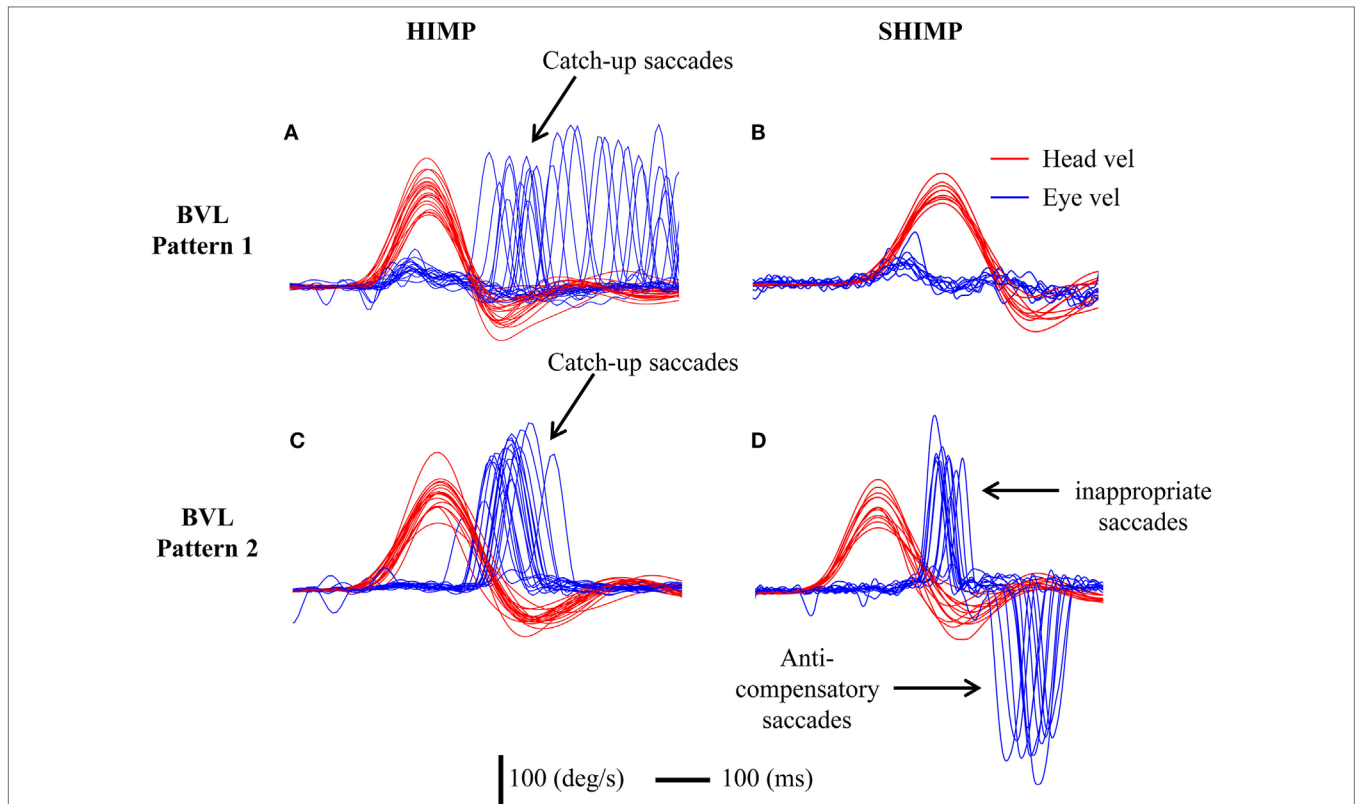 HIMP
SHIMP
Catch-up saccades
A
B
Head vel
Eye vel
BVL
Pattern 1
Catch-up saccades
C
D
inappropriate
saccades
BVL
Pattern 2
Anti-
compensatory
saccades
100 (deg/s)
100 (ms)